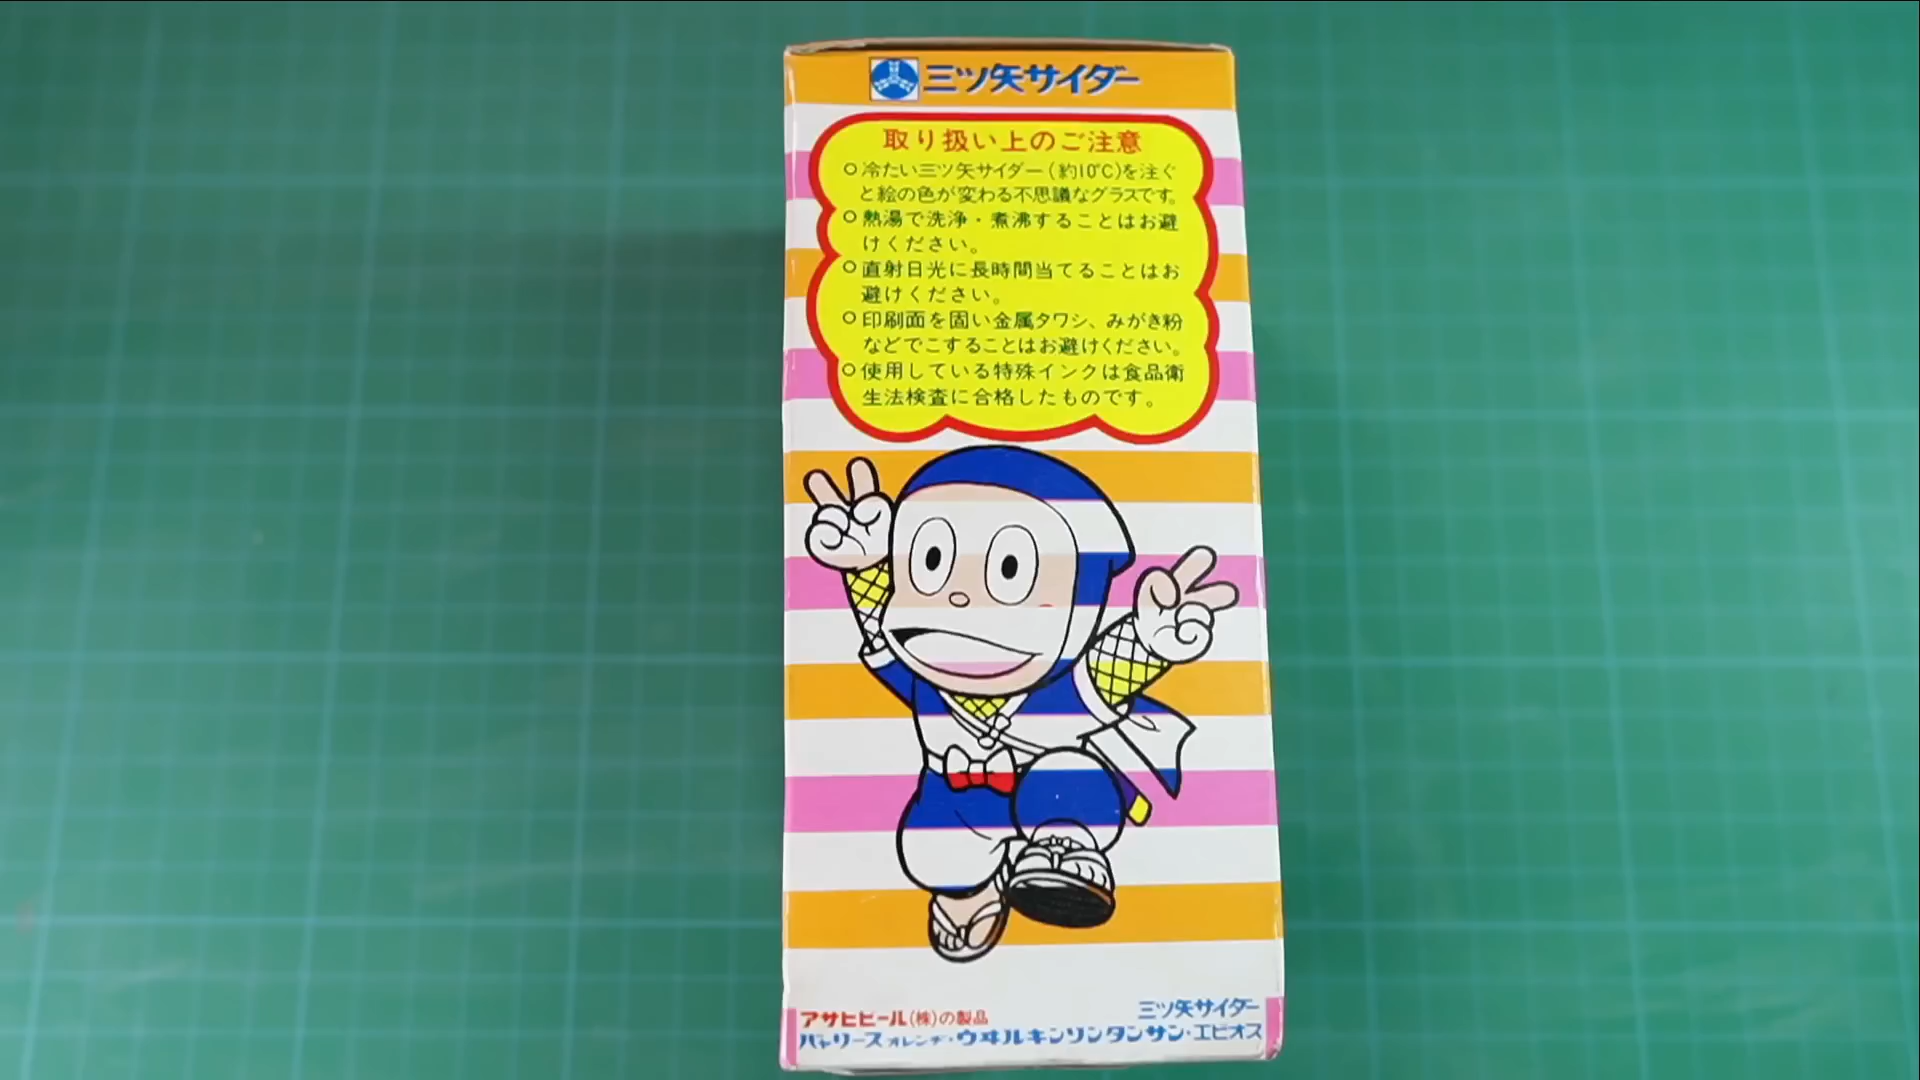 三ツ矢サイダー
取り扱い上のご注意
○冷たい三ツ矢サイダー(約10℃)を注ぐ
と絵の色が変わる不思議なグラスです。
○熱湯で洗浄・煮沸することはお避
けください。
○直射日光に長時間当てることはお
避けください。
○印刷面を固い金属タワシ、みがき粉
などでこすることはお避けください。
○使用している特殊インクは食品衛
生法検査に合格したものです。
アサヒビール(株)の製品
三ツ矢サイダー
バャリースオレンヂ・ウヰルキンソンタンサン・エビオス